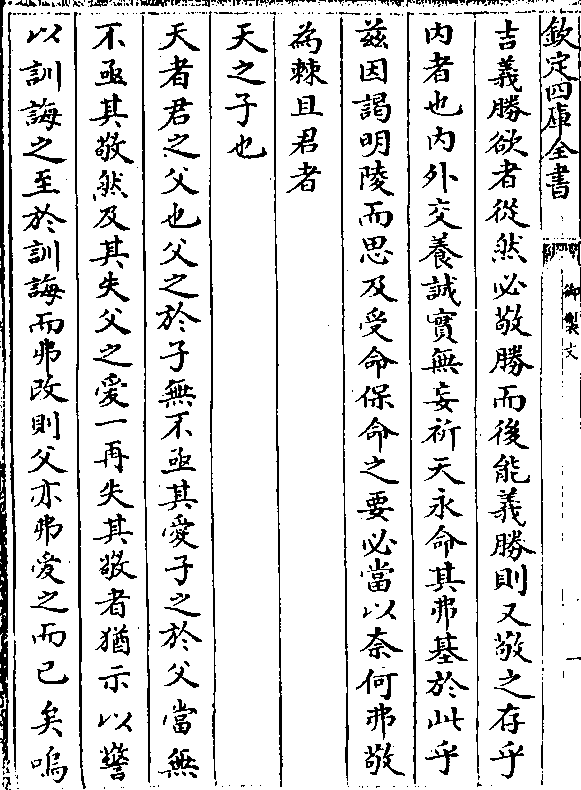 欽定四庫全書
御製文
吉義勝欲者從然必敬勝而後能義勝則又敬之存乎
内者也内外交養誠實無妄祈天永命其弗基於此乎
兹因謁明陵而思及受命保命之要必當以奈何弗敬
為棘且君者
天之子也
天者君之父也父之於子無不亟其愛子之於父當無
不亟其敬然及其失父之愛一再失其敬者猶示以警
以訓誨之至於訓誨而弗改則父亦弗愛之而已矣嗚